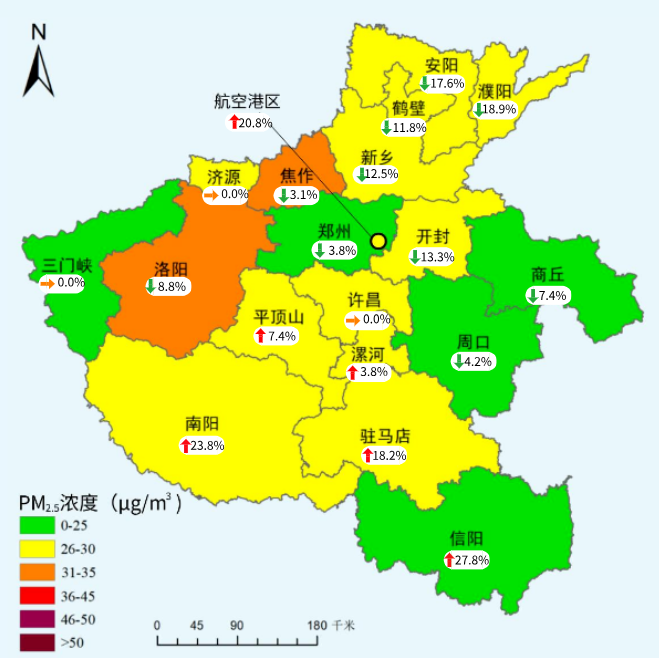 N
安阳
17.6%
濮阳
18.9%
航空港区
20.8%
鹤壁
11.8%
新乡
12.5%
济源
0.0%
焦作
3.1%
郑州
3.8%
开封
13.3%
三门峡
0.0%
洛阳
8.8%
商丘
7.4%
平顶山
7.4%
许昌
0.0%
周口
4.2%
漯河
3.8%
南阳
23.8%
驻马店
18.2%
信阳
27.8%
PM2.5浓度（μg/m³）
0-25
26-30
31-35
36-45
46-50
>50
0 45 90 180 千米